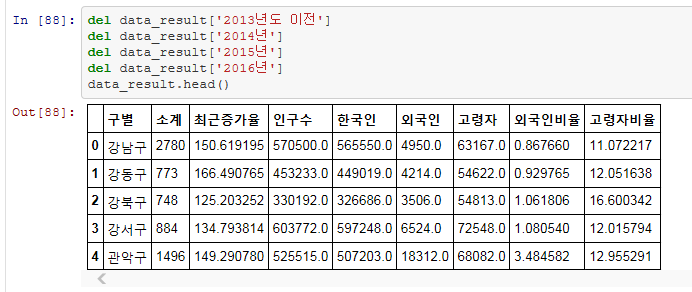 In [88]: del data_result['2013년도 이전']
del data_result['2014년']
del data_result['2015년']
del data_result['2016년']
data_result.head()
Out[88]:
구별 소계 최근증가율 인구수 한국인 외국인 고령자 외국인비율 고령자비율
0 강남구 2780 150.619195 570500.0 565550.0 4950.0 63167.0 0.867660 11.072217
1 강동구 773 166.490765 453233.0 449019.0 4214.0 54622.0 0.929765 12.051638
2 강북구 748 125.203252 330192.0 326686.0 3506.0 54813.0 1.061806 16.600342
3 강서구 884 134.793814 603772.0 597248.0 6524.0 72548.0 1.080540 12.015794
4 관악구 1496 149.290780 525515.0 507203.0 18312.0 68082.0 3.484582 12.955291